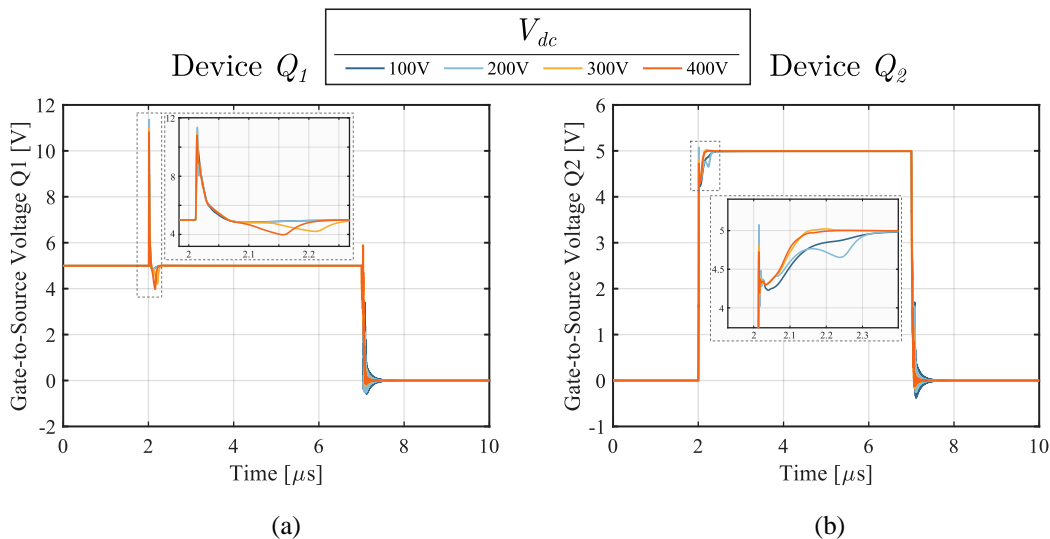 V_dc
Device Q_1
100V 200V 300V 400V
Device Q_2
Gate-to-Source Voltage Q1 [V]
12
10
8
6
4
2
0
-2
0 2 4 6 8 10
Time [μs]
12
8
4
2 2.1 2.2
(a)
Gate-to-Source Voltage Q2 [V]
6
5
4
3
2
1
0
-1
0 2 4 6 8 10
Time [μs]
5
4.5
4
2 2.1 2.2 2.3
(b)